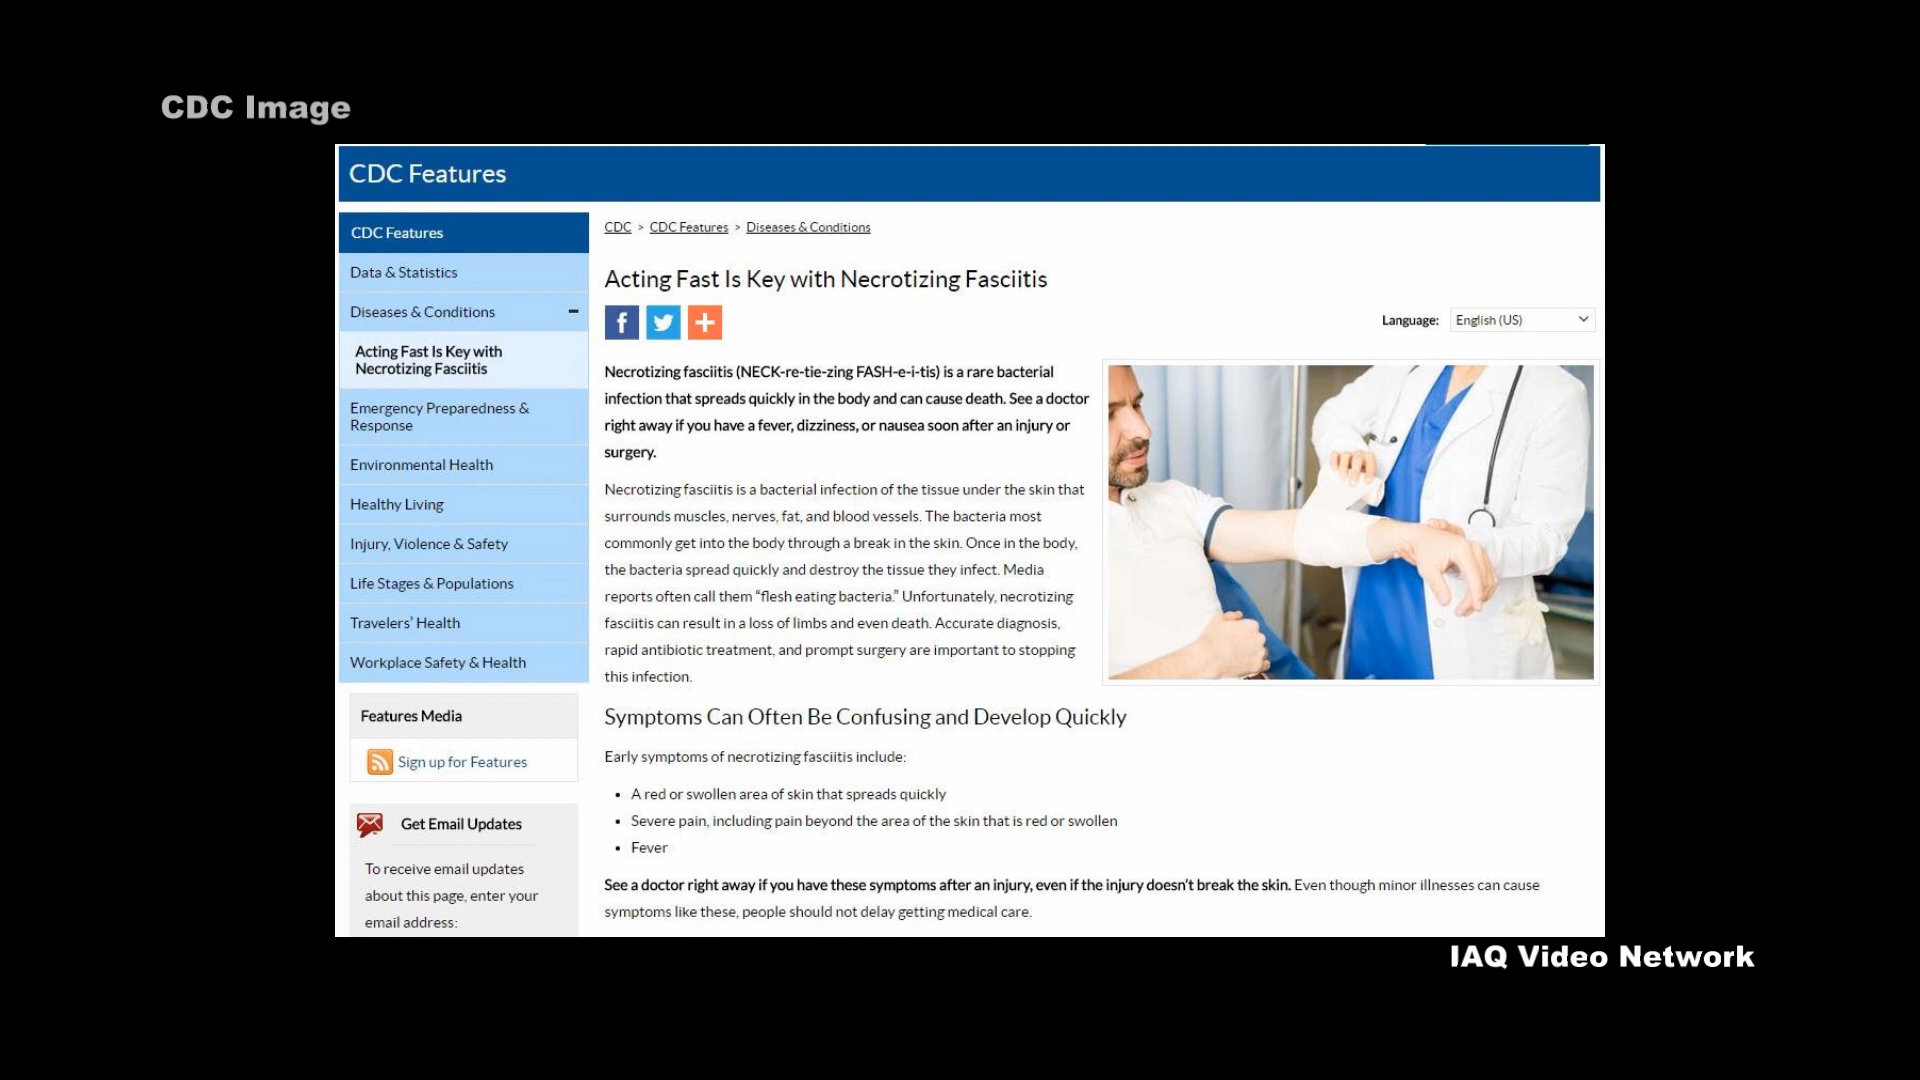 CDC Image
CDC Features
CDC Features
Data & Statistics
Diseases & Conditions
Acting Fast Is Key with
Necrotizing Fasciitis
Emergency Preparedness &
Response
Environmental Health
Healthy Living
Injury, Violence & Safety
Life Stages & Populations
Travelers' Health
Workplace Safety & Health
Features Media
Sign up for Features
Get Email Updates
To receive email updates
about this page, enter your
email address:
CDC > CDC Features > Diseases & Conditions
Acting Fast Is Key with Necrotizing Fasciitis
Language: English (US)
Necrotizing fasciitis (NECK-re-tie-zing FASH-e-i-tis) is a rare bacterial
infection that spreads quickly in the body and can cause death. See a doctor
right away if you have a fever, dizziness, or nausea soon after an injury or
surgery.
Necrotizing fasciitis is a bacterial infection of the tissue under the skin that
surrounds muscles, nerves, fat, and blood vessels. The bacteria most
commonly get into the body through a break in the skin. Once in the body,
the bacteria spread quickly and destroy the tissue they infect. Media
reports often call them “flesh eating bacteria.” Unfortunately, necrotizing
fasciitis can result in a loss of limbs and even death. Accurate diagnosis,
rapid antibiotic treatment, and prompt surgery are important to stopping
this infection.
Symptoms Can Often Be Confusing and Develop Quickly
Early symptoms of necrotizing fasciitis include:
• A red or swollen area of skin that spreads quickly
• Severe pain, including pain beyond the area of the skin that is red or swollen
• Fever
See a doctor right away if you have these symptoms after an injury, even if the injury doesn't break the skin. Even though minor illnesses can cause
symptoms like these, people should not delay getting medical care.
IAQ Video Network